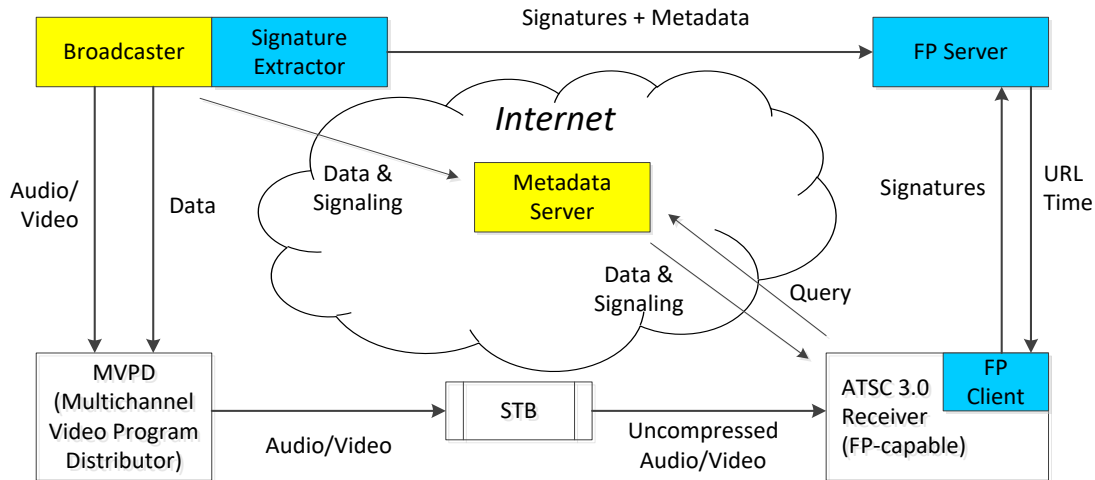 Signatures + Metadata
Broadcaster
Signature
Extractor
FP Server
Internet
Data &
Signaling
Metadata
Server
Audio/
Video
Data
Signatures
URL
Time
Data &
Signaling
Query
MVPD
(Multichannel
Video Program
Distributor)
Audio/Video
STB
Uncompressed
Audio/Video
ATSC 3.0
Receiver
(FP-capable)
FP
Client